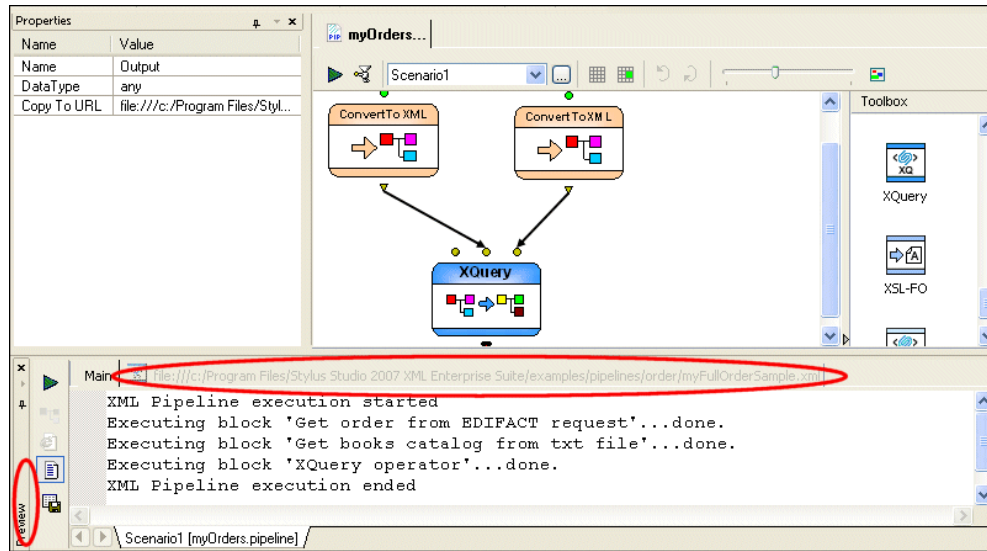 Properties
Name Value
Name Output
DataType any
Copy To URL file:///c:/Program Files/Styl...
PIP myOrders...
Scenario1 ...
ConvertTo XML
ConvertToXML
XQuery
Toolbox
XQ
XQuery
A
XSL-FO
Main file:///c:/Program Files/Stylus Studio 2007 XML Enterprise Suite/examples/pipelines/order/myFullOrderSample.xml
XML Pipeline execution started
Executing block 'Get order from EDIFACT request'...done.
Executing block 'Get books catalog from txt file'...done.
Executing block 'XQuery operator'...done.
XML Pipeline execution ended
Preview
Scenario1 [myOrders.pipeline]